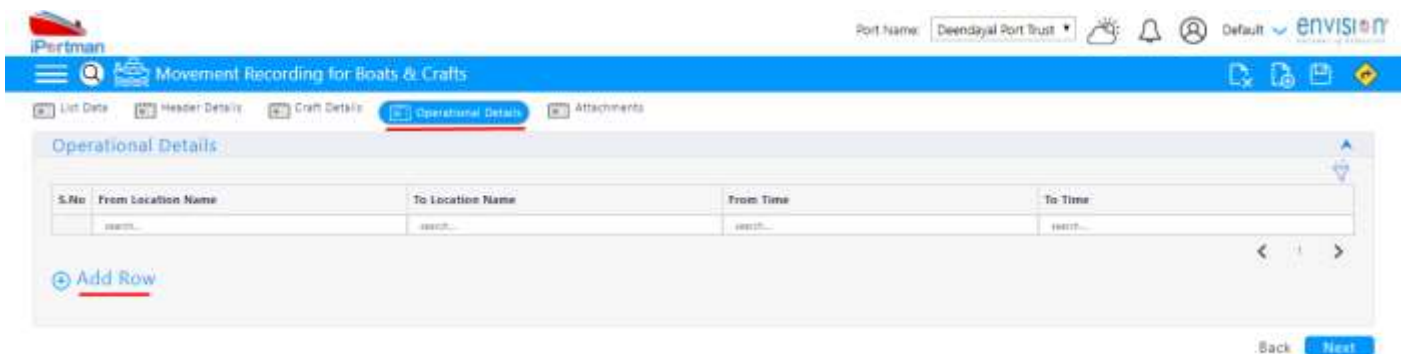 Port Name: Deendayal Port Trust Default envision
iPortman
Movement Recording for Boats & Crafts
List Data Header Details Craft Details Operational Details Attachments
Operational Details
S.No From Location Name To Location Name From Time To Time
search... search... search... search...
1
Add Row
Back Next